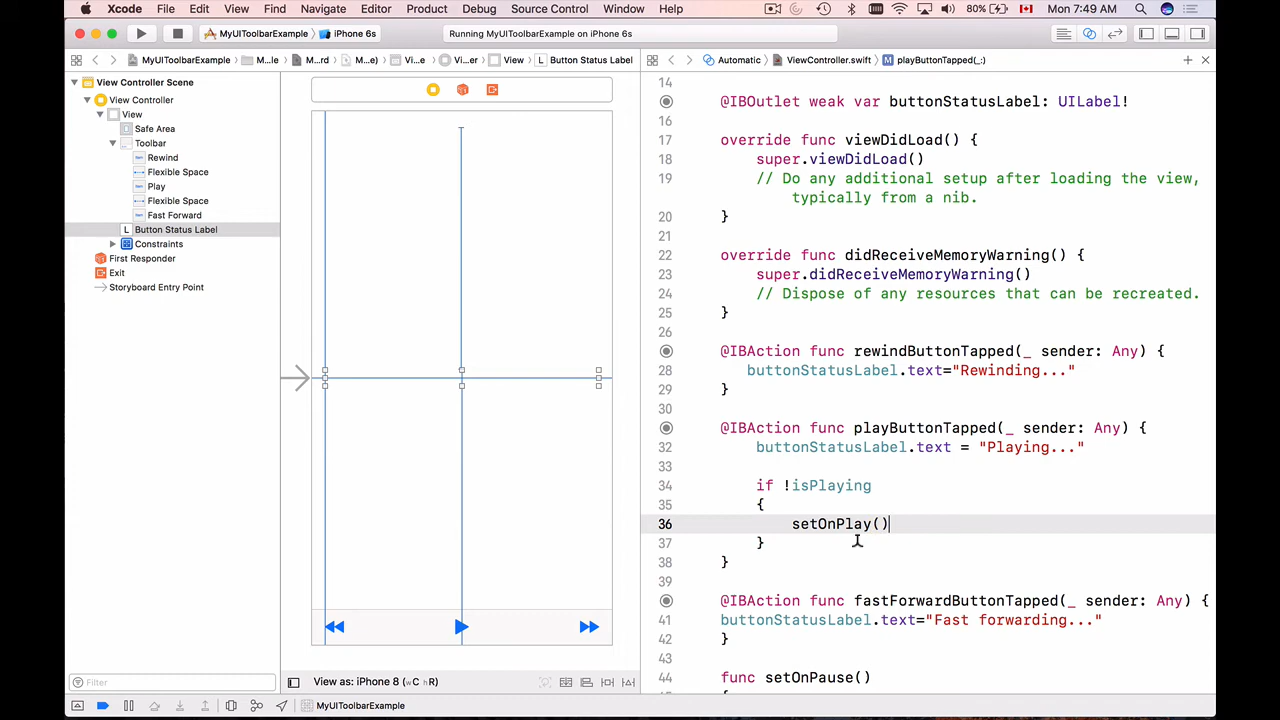 Xcode File Edit View Find Navigate Editor Product Debug Source Control Window Help 80% Mon 7:49 AM
MyUIToolbarExample iPhone 6s Running MyUIToolbarExample on iPhone 6s
MyUIToolbarExample M...le M...rd M...e) Vi...e Vi...er View L Button Status Label Automatic ViewController.swift M playButtonTapped(_:)
View Controller Scene
View Controller
View
Safe Area
Toolbar
Rewind
Flexible Space
Play
Flexible Space
Fast Forward
L Button Status Label
Constraints
First Responder
Exit
Storyboard Entry Point
Filter
View as: iPhone 8 (wC hR)
14
@IBOutlet weak var buttonStatusLabel: UILabel!
16
17 override func viewDidLoad() {
18 super.viewDidLoad()
19 // Do any additional setup after loading the view,
typically from a nib.
20 }
21
22 override func didReceiveMemoryWarning() {
23 super.didReceiveMemoryWarning()
24 // Dispose of any resources that can be recreated.
25 }
26
@IBAction func rewindButtonTapped(_ sender: Any) {
28 buttonStatusLabel.text="Rewinding..."
29 }
30
@IBAction func playButtonTapped(_ sender: Any) {
32 buttonStatusLabel.text = "Playing..."
33
34 if !isPlaying
35 {
36 setOnPlay()
37 }
38 }
39
@IBAction func fastForwardButtonTapped(_ sender: Any) {
41 buttonStatusLabel.text="Fast forwarding..."
42 }
43
44 func setOnPause()
MyUIToolbarExample